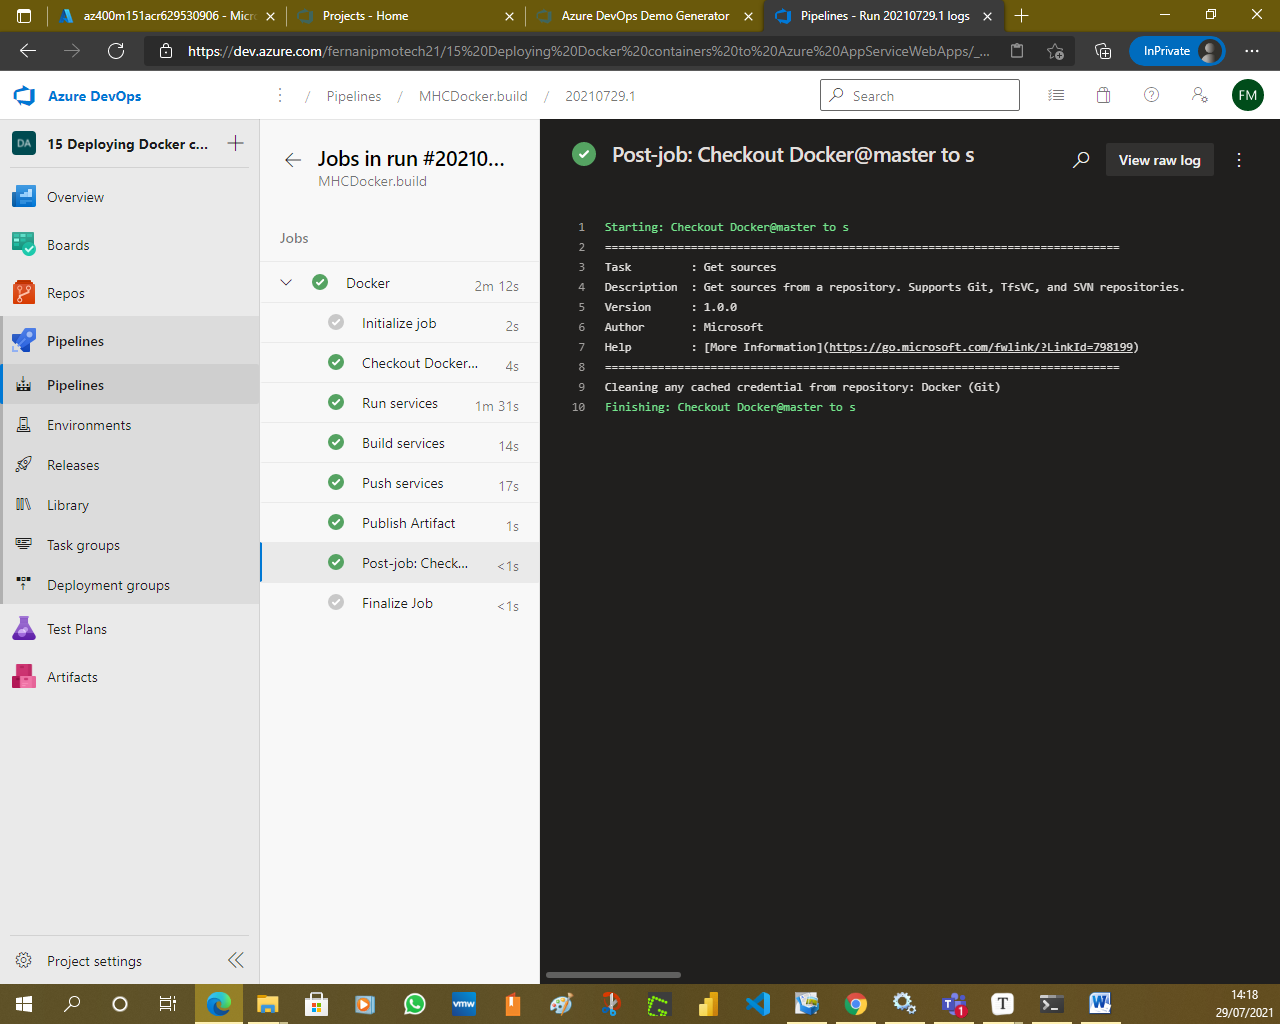 az400m151acr629530906 - Micro
Projects - Home
Azure DevOps Demo Generator
Pipelines - Run 20210729.1 logs
https://dev.azure.com/fernanipmotech21/15%20Deploying%20Docker%20containers%20to%20Azure%20AppServiceWebApps/_...
InPrivate
Azure DevOps
/ Pipelines / MHCDocker.build / 20210729.1
Search
FM
DA
15 Deploying Docker c...
Overview
Boards
Repos
Pipelines
Pipelines
Environments
Releases
Library
Task groups
Deployment groups
Test Plans
Artifacts
Project settings
Jobs in run #20210...
MHCDocker.build
Jobs
Docker 2m 12s
Initialize job 2s
Checkout Docker... 4s
Run services 1m 31s
Build services 14s
Push services 17s
Publish Artifact 1s
Post-job: Check... <1s
Finalize Job <1s
Post-job: Checkout Docker@master to s
View raw log
1 Starting: Checkout Docker@master to s
2 ==============================================================================
3 Task : Get sources
4 Description : Get sources from a repository. Supports Git, TfsVC, and SVN repositories.
5 Version : 1.0.0
6 Author : Microsoft
7 Help : [More Information](https://go.microsoft.com/fwlink/?LinkId=798199)
8 ==============================================================================
9 Cleaning any cached credential from repository: Docker (Git)
10 Finishing: Checkout Docker@master to s
vmw
1
T
W
14:18
29/07/2021